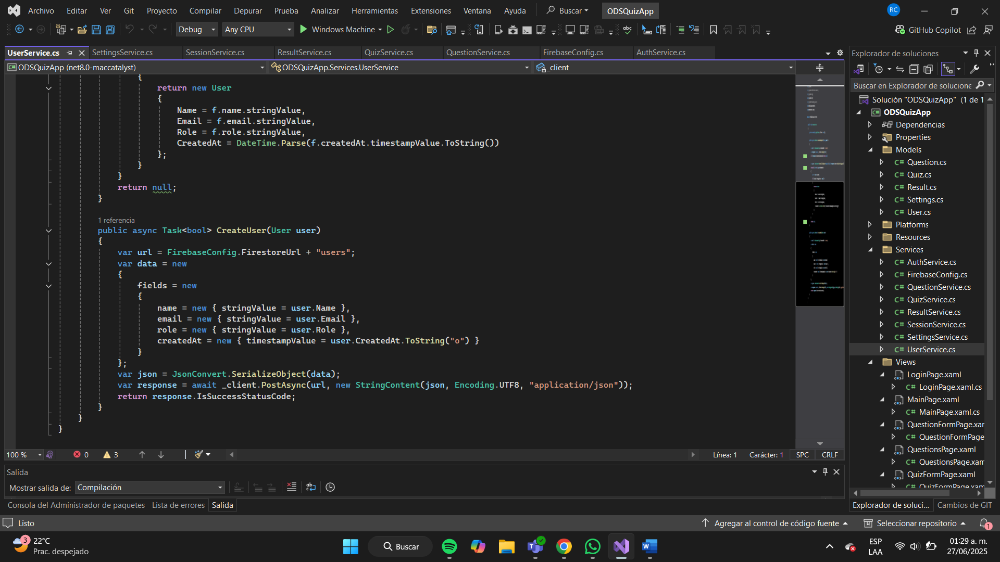 Archivo Editar Ver Git Proyecto Compilar Depurar Prueba Analizar Herramientas Extensiones Ventana Ayuda Buscar ODSQuizApp RC
Debug Any CPU Windows Machine abc GitHub Copilot
UserService.cs SettingsService.cs SessionService.cs ResultService.cs QuizService.cs QuestionService.cs FirebaseConfig.cs AuthService.cs
C# ODSQuizApp (net8.0-maccatalyst) ODSQuizApp.Services.UserService _client
{
return new User
{
Name = f.name.stringValue,
Email = f.email.stringValue,
Role = f.role.stringValue,
CreatedAt = DateTime.Parse(f.createdAt.timestampValue.ToString())
};
}
}
return null;
}
1 referencia
public async Task<bool> CreateUser(User user)
{
var url = FirebaseConfig.FirestoreUrl + "users";
var data = new
{
fields = new
{
name = new { stringValue = user.Name },
email = new { stringValue = user.Email },
role = new { stringValue = user.Role },
createdAt = new { timestampValue = user.CreatedAt.ToString("o") }
}
};
var json = JsonConvert.SerializeObject(data);
var response = await _client.PostAsync(url, new StringContent(json, Encoding.UTF8, "application/json"));
return response.IsSuccessStatusCode;
}
}
}
100 % 0 3 Línea: 1 Carácter: 1 SPC CRLF
Salida
Mostrar salida de: Compilación
Consola del Administrador de paquetes Lista de errores Salida
Explorador de soluciones
Buscar en Explorador de solucione
Solución "ODSQuizApp" (1 de 1
C# ODSQuizApp
Dependencias
Properties
Models
C# Question.cs
C# Quiz.cs
C# Result.cs
C# Settings.cs
C# User.cs
Platforms
Resources
Services
C# AuthService.cs
C# FirebaseConfig.cs
C# QuestionService.cs
C# QuizService.cs
C# ResultService.cs
C# SessionService.cs
C# SettingsService.cs
C# UserService.cs
Views
LoginPage.xaml
C# LoginPage.xaml.cs
MainPage.xaml
C# MainPage.xaml.cs
QuestionFormPage.xar
C# QuestionFormPage
QuestionsPage.xaml
C# QuestionsPage.xam
QuizFormPage.xaml
C# QuizFormPage.xam
Explorador de soluci... Cambios de GIT
Listo Agregar al control de código fuente Seleccionar repositorio 1
3 22°C
Prac. despejado
Buscar
ESP
LAA
01:29 a. m.
27/06/2025